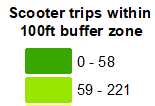 Scooter trips within
100ft buffer zone
0 - 58
59 - 221